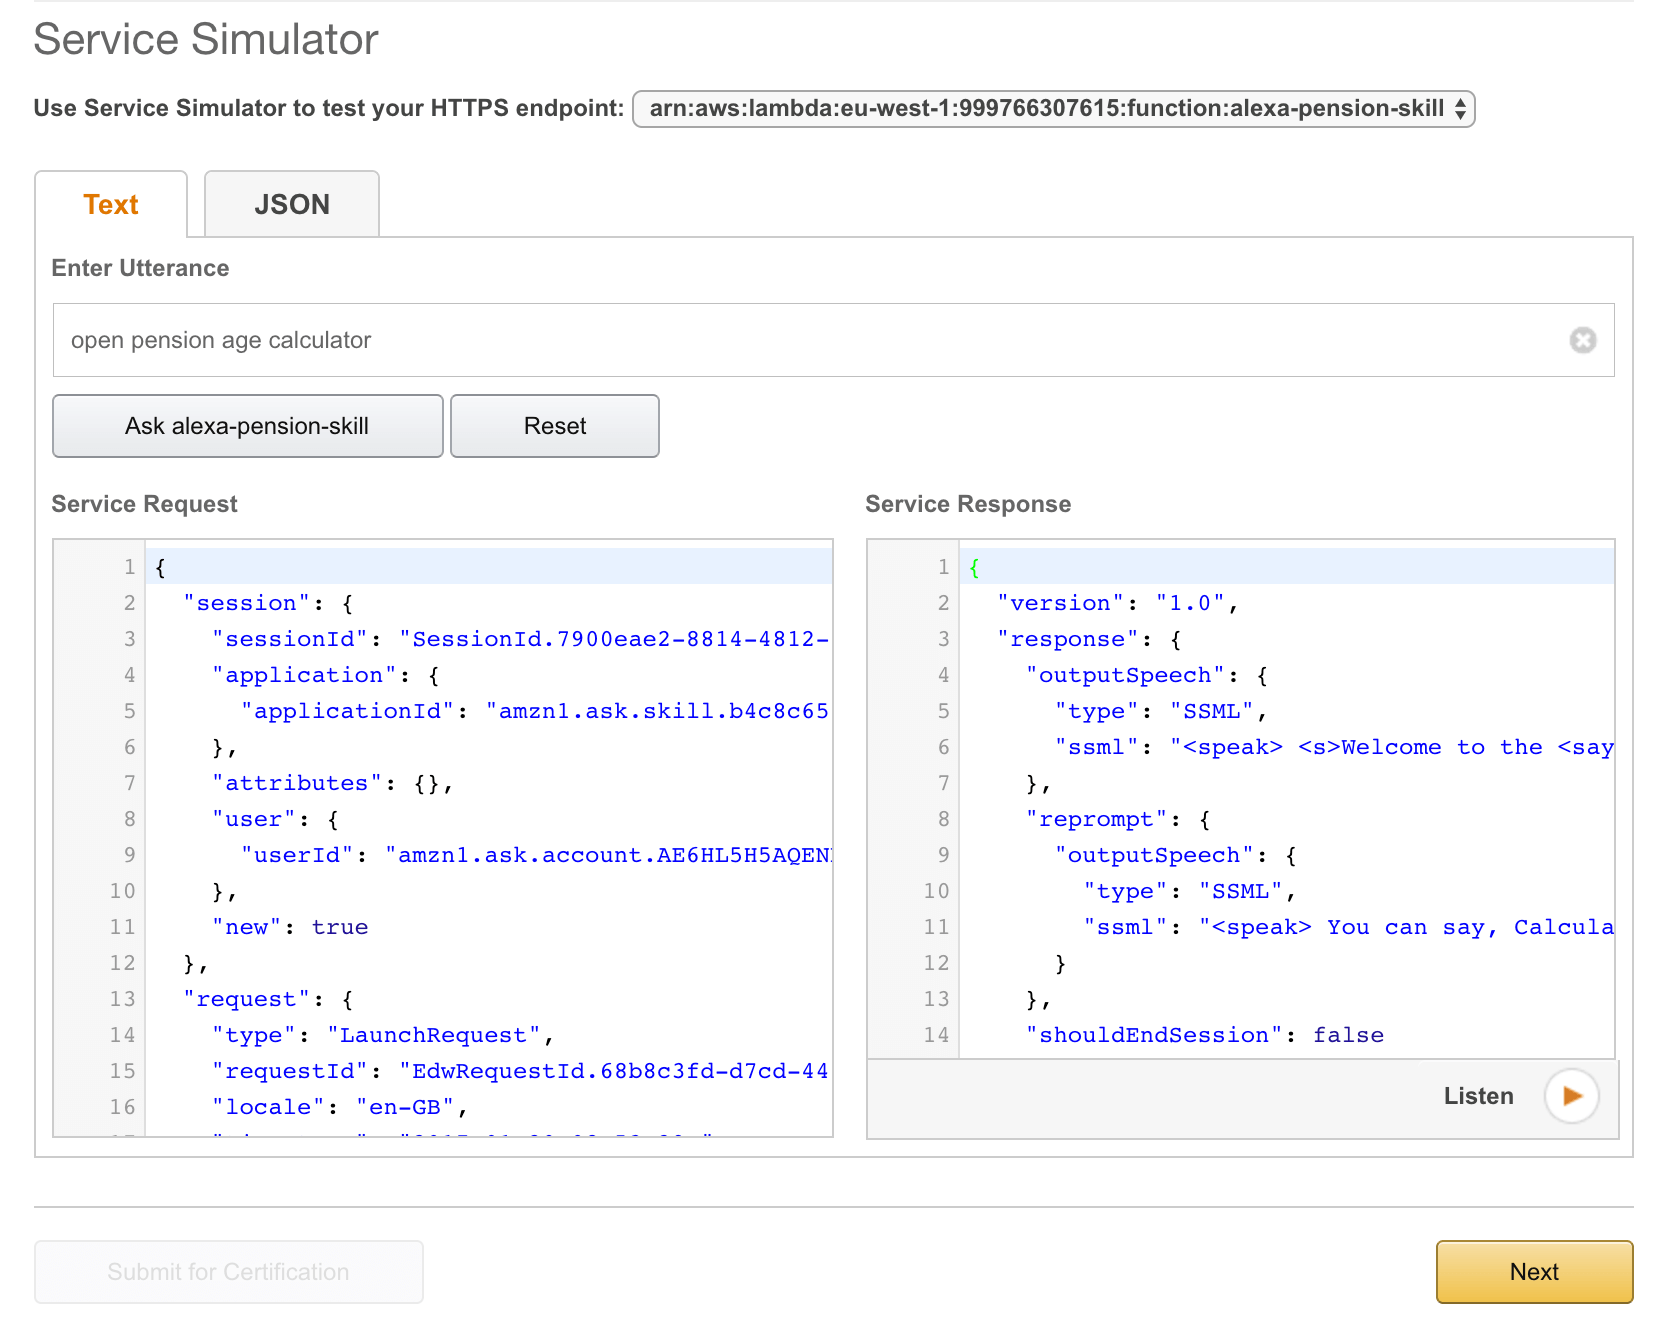 Service Simulator
Use Service Simulator to test your HTTPS endpoint: arn:aws:lambda:eu-west-1:999766307615:function:alexa-pension-skill
Text JSON
Enter Utterance
open pension age calculator
Ask alexa-pension-skill Reset
Service Request
1 {
2 "session": {
3 "sessionId": "SessionId.7900eae2-8814-4812-
4 "application": {
5 "applicationId": "amzn1.ask.skill.b4c8c65
6 },
7 "attributes": {},
8 "user": {
9 "userId": "amzn1.ask.account.AE6HL5H5AQEN
10 },
11 "new": true
12 },
13 "request": {
14 "type": "LaunchRequest",
15 "requestId": "EdwRequestId.68b8c3fd-d7cd-44
16 "locale": "en-GB",
Service Response
1 {
2 "version": "1.0",
3 "response": {
4 "outputSpeech": {
5 "type": "SSML",
6 "ssml": "<speak> <s>Welcome to the <say
7 },
8 "reprompt": {
9 "outputSpeech": {
10 "type": "SSML",
11 "ssml": "<speak> You can say, Calcula
12 }
13 },
14 "shouldEndSession": false
Listen
Submit for Certification
Next